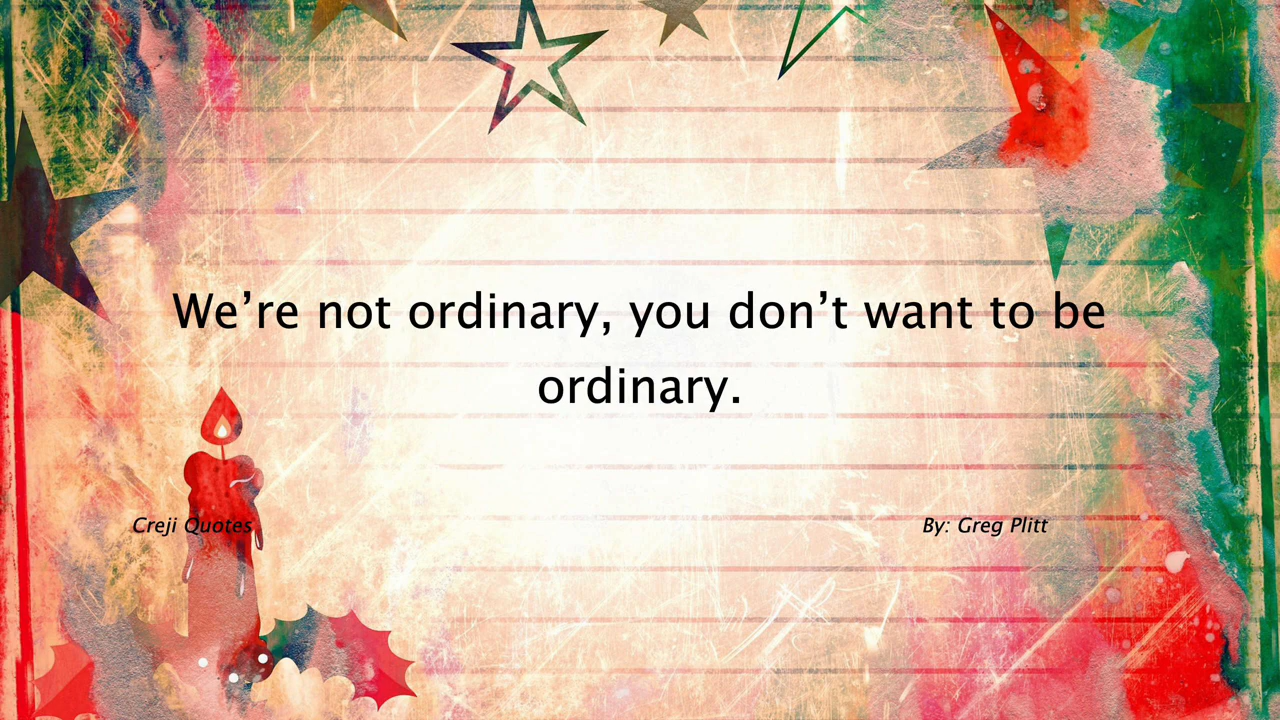 We’re not ordinary, you don’t want to be
ordinary.
Creji Quotes
By: Greg Plitt